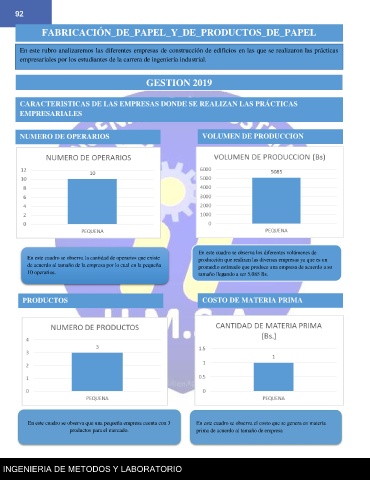 92
FABRICACIÓN_DE_PAPEL_Y_DE_PRODUCTOS_DE_PAPEL
En este rubro analizaremos las diferentes empresas de construcción de edificios en las que se realizaron las prácticas
empresariales por los estudiantes de la carrera de ingeniería industrial.
GESTION 2019
CARACTERISTICAS DE LAS EMPRESAS DONDE SE REALIZAN LAS PRÁCTICAS
EMPRESARIALES
NUMERO DE OPERARIOS
NUMERO DE OPERARIOS
12
10
8
6
4
2
0
10
PEQUEÑA
En este cuadro se observa la cantidad de operarios que existe
de acuerdo al tamaño de la empresa por lo cual en la pequeña
10 operarios.
VOLUMEN DE PRODUCCION
VOLUMEN DE PRODUCCION (Bs)
6000
5000
4000
3000
2000
1000
0
5085
PEQUEÑA
En este cuadro se observa los diferentes volúmenes de
producción que realizan las diversas empresas ya que es un
promedio estimado que produce una empresa de acuerdo a su
tamaño llegando a ser 5.085 Bs.
PRODUCTOS
NUMERO DE PRODUCTOS
4
3
2
1
0
3
PEQUEÑA
En este cuadro se observa que una pequeña empresa cuenta con 3
productos para el mercado.
COSTO DE MATERIA PRIMA
CANTIDAD DE MATERIA PRIMA
(Bs.)
1.5
1
0.5
0
1
PEQUEÑA
En este cuadro se observa el costo que se genera en materia
prima de acuerdo al tamaño de empresa
INGENIERIA DE METODOS Y LABORATORIO